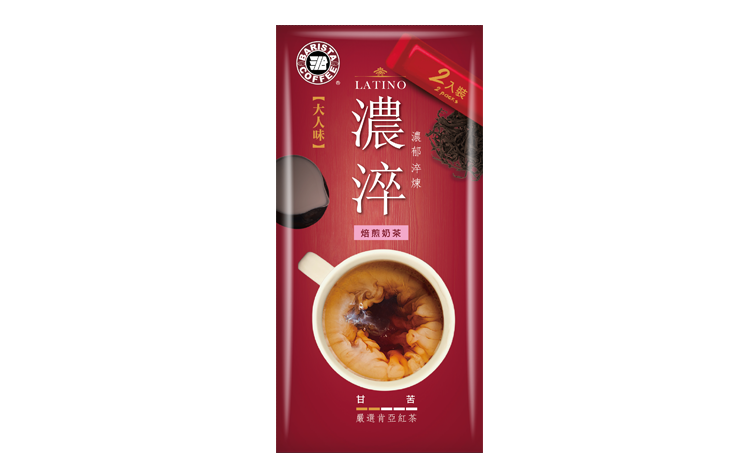 BARISTA COFFEE
®
2入裝
2 packs
LATINO
【大人味】
濃淬
濃郁淬煉
焙煎奶茶
甘 苦
嚴選肯亞紅茶